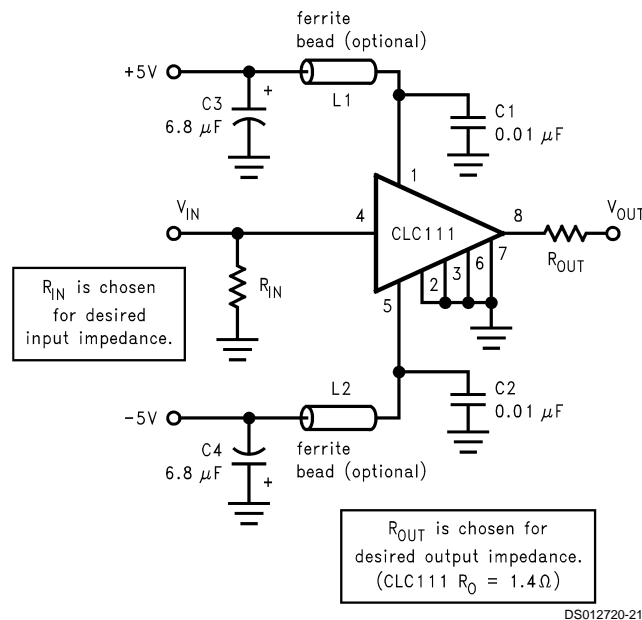 ferrite
bead (optional)
+5V
+
L1
C3
6.8 μF
C1
0.01 μF
1
V_IN
4
CLC111
8
V_OUT
R_OUT
7
6
3
2
5
R_IN
R_IN is chosen
for desired
input impedance.
L2
C2
0.01 μF
-5V
C4
6.8 μF
+
ferrite
bead (optional)
R_OUT is chosen for
desired output impedance.
(CLC111 R_O = 1.4Ω)
DS012720-21